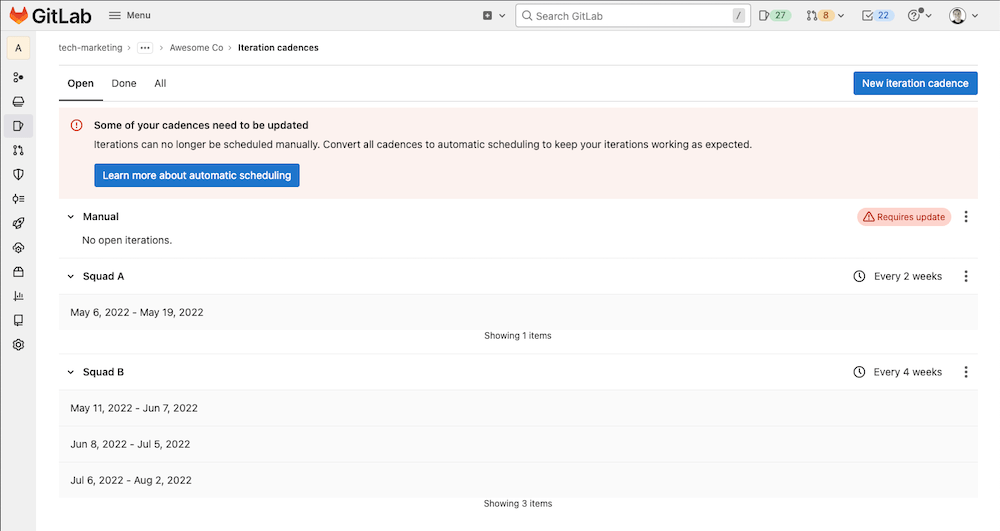 GitLab Menu Search GitLab / 27 8 22
A tech-marketing > ••• > Awesome Co > Iteration cadences
Open Done All New iteration cadence
Some of your cadences need to be updated
Iterations can no longer be scheduled manually. Convert all cadences to automatic scheduling to keep your iterations working as expected.
Learn more about automatic scheduling
Manual Requires update
No open iterations.
Squad A Every 2 weeks
May 6, 2022 - May 19, 2022
Showing 1 items
Squad B Every 4 weeks
May 11, 2022 - Jun 7, 2022
Jun 8, 2022 - Jul 5, 2022
Jul 6, 2022 - Aug 2, 2022
Showing 3 items